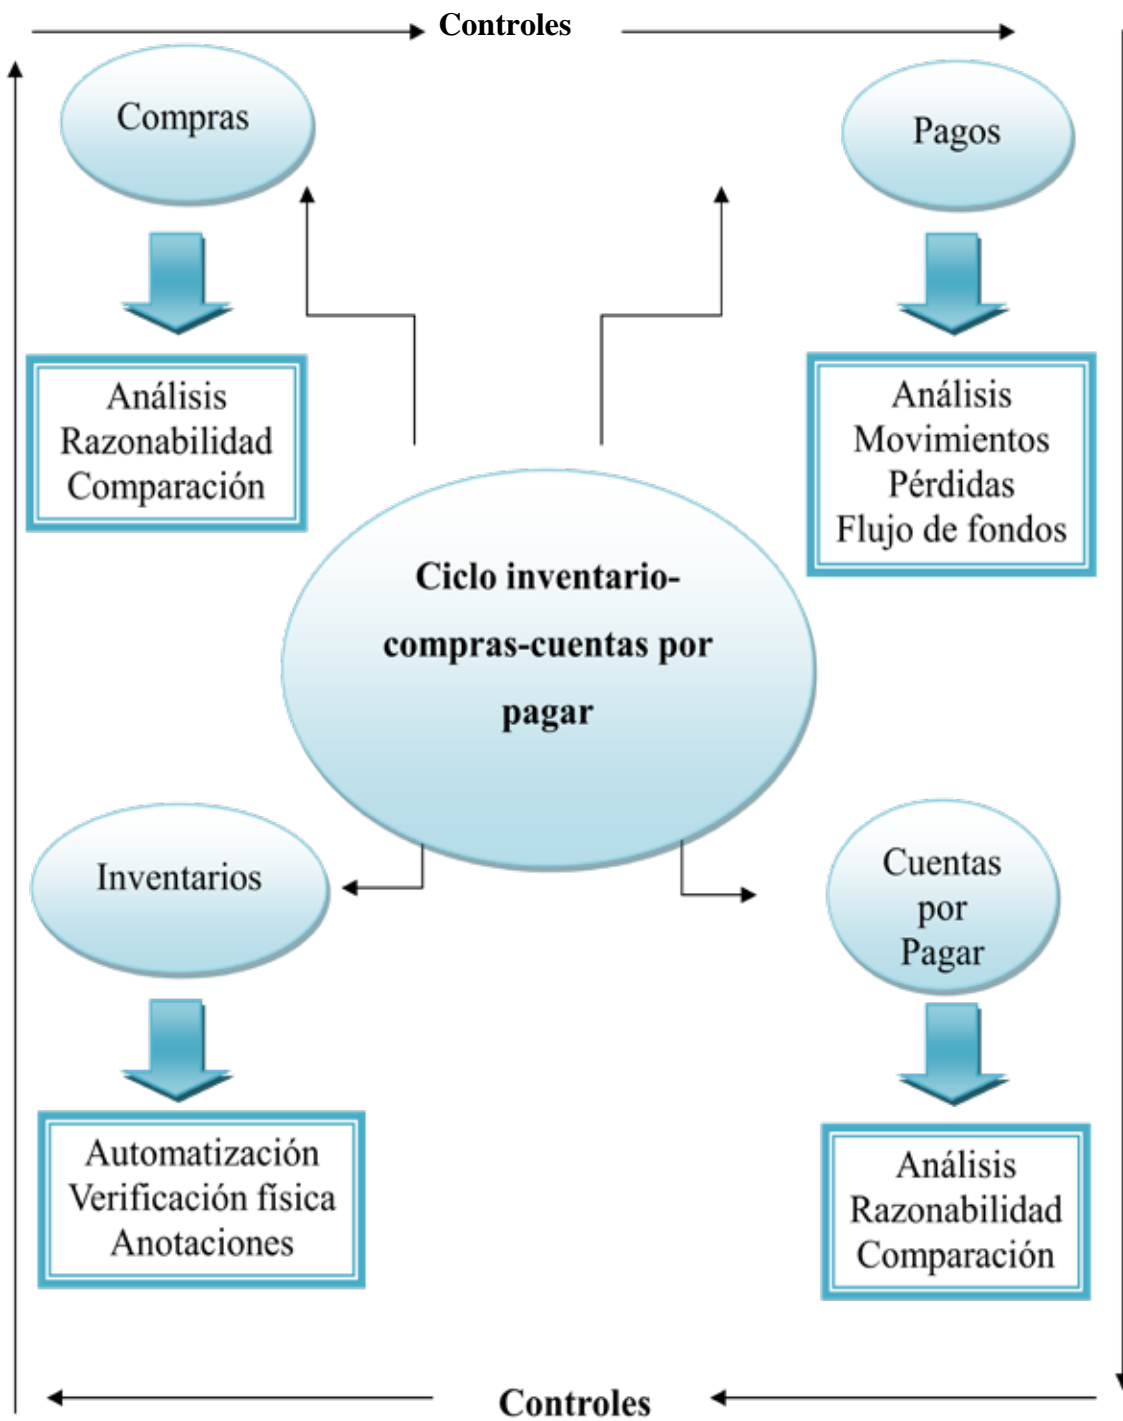 Controles
Compras
Pagos
Análisis
Razonabilidad
Comparación
Análisis
Movimientos
Pérdidas
Flujo de fondos
Ciclo inventario-
compras-cuentas por
pagar
Inventarios
Cuentas
por
Pagar
Automatización
Verificación física
Anotaciones
Análisis
Razonabilidad
Comparación
Controles